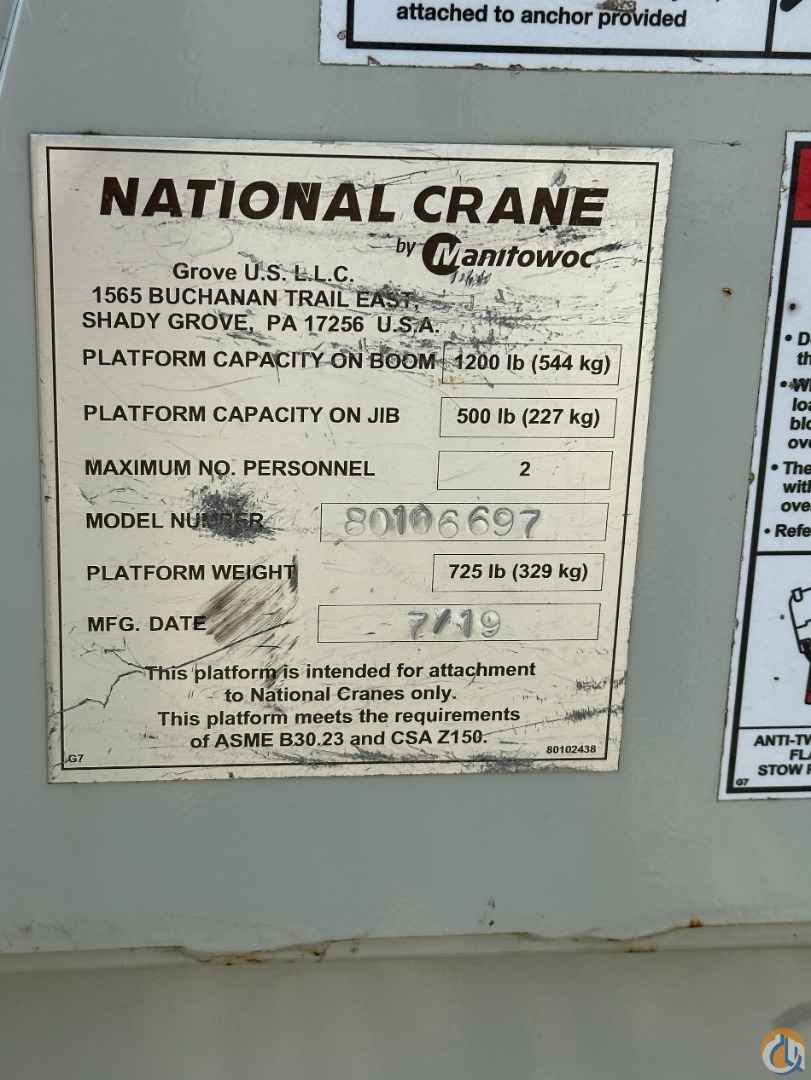 attached to anchor provided
NATIONAL CRANE
by Manitowoc
Grove U.S. L.L.C.
1565 BUCHANAN TRAIL EAST,
SHADY GROVE, PA 17256 U.S.A.
PLATFORM CAPACITY ON BOOM 1200 lb (544 kg)
PLATFORM CAPACITY ON JIB 500 lb (227 kg)
MAXIMUM NO. PERSONNEL 2
MODEL NUMBER 80106697
PLATFORM WEIGHT 725 lb (329 kg)
MFG. DATE 7/19
This platform is intended for attachment
to National Cranes only.
This platform meets the requirements
of ASME B30.23 and CSA Z150.
G7 80102438
• The
with
• Refe
ANTI-TW
FL
STOW
G7